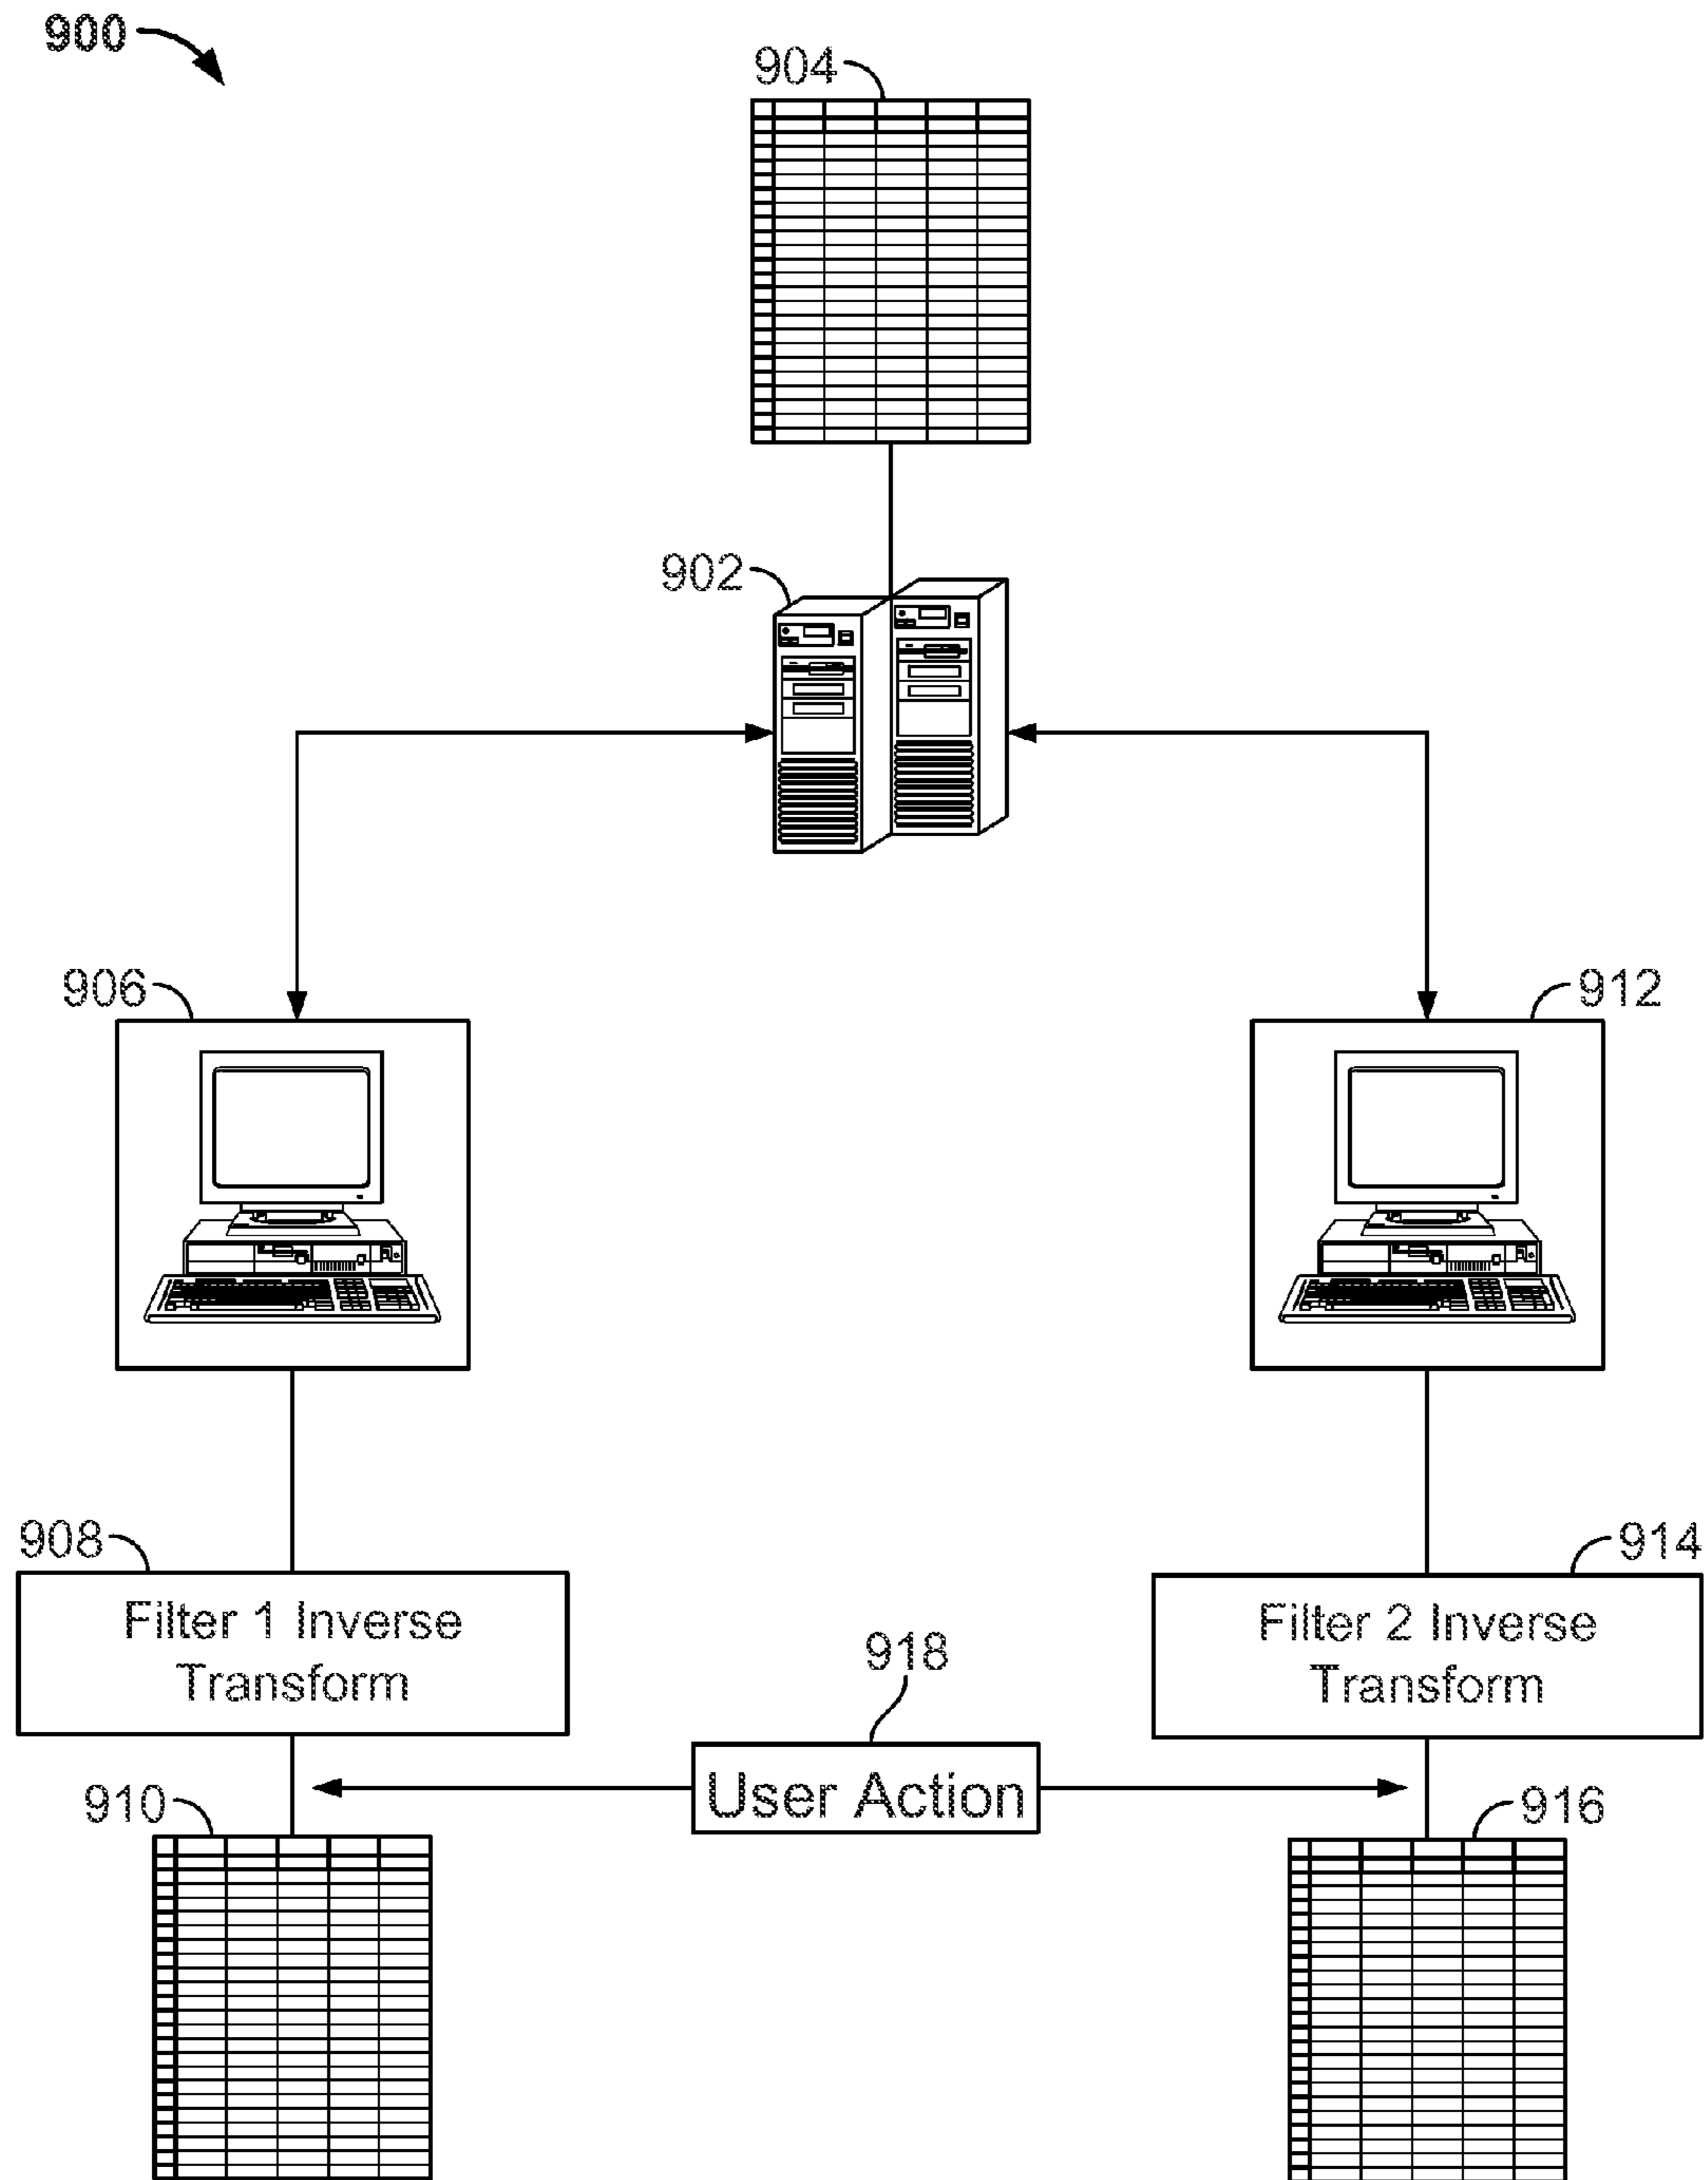 900
904
902
906
912
908
914
Filter 1 Inverse
Transform
Filter 2 Inverse
Transform
918
User Action
910
916